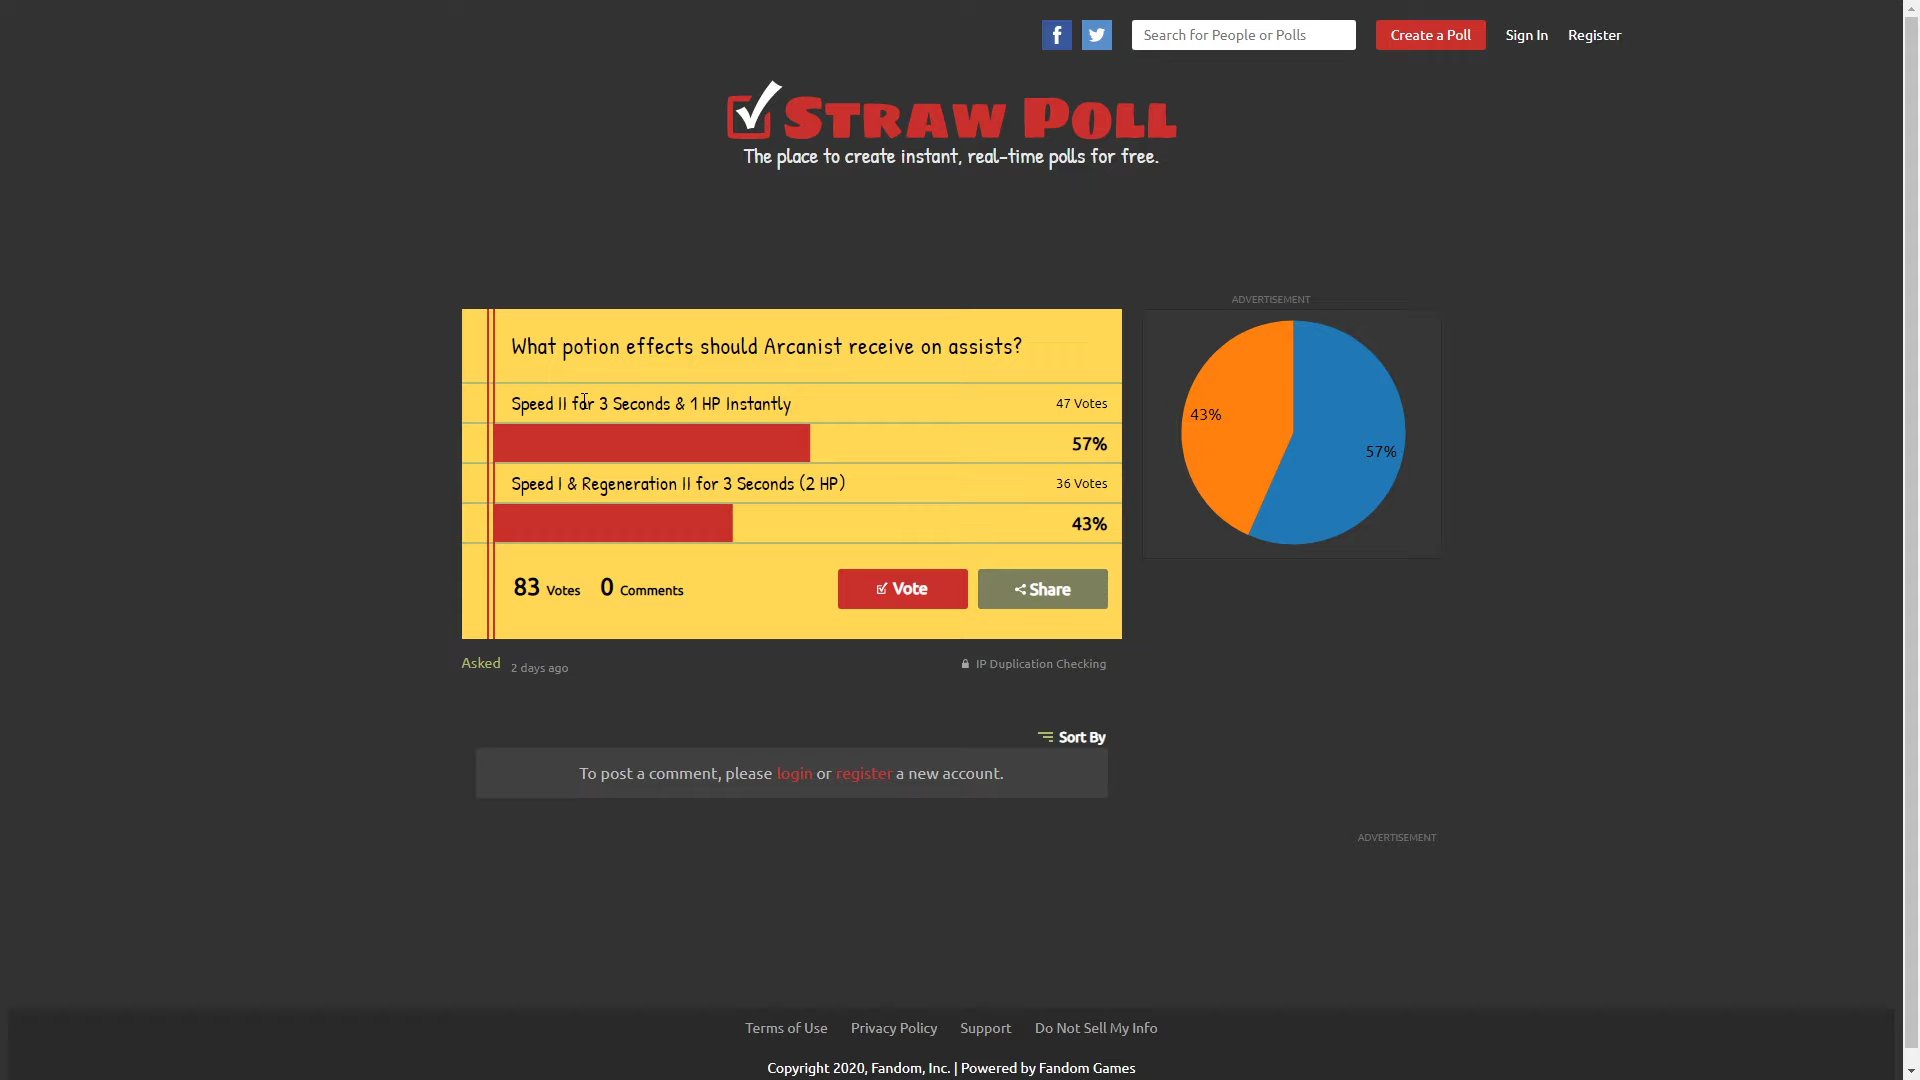 f
Search for People or Polls
Create a Poll
Sign In
Register
STRAW POLL
The place to create instant, real-time polls for free.
ADVERTISEMENT
What potion effects should Arcanist receive on assists?
Speed II for 3 Seconds & 1 HP Instantly
47 Votes
57%
Speed I & Regeneration II for 3 Seconds (2 HP)
36 Votes
43%
43%
57%
83 Votes 0 Comments
Vote
Share
Asked 2 days ago
IP Duplication Checking
Sort By
To post a comment, please login or register a new account.
ADVERTISEMENT
Terms of Use
Privacy Policy
Support
Do Not Sell My Info
Copyright 2020, Fandom, Inc. | Powered by Fandom Games